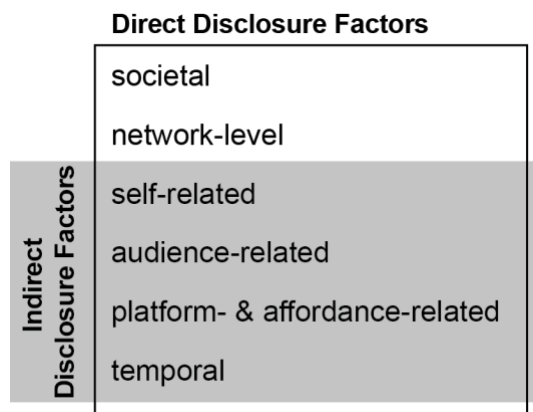 Direct Disclosure Factors
societal
network-level
Indirect
Disclosure Factors
self-related
audience-related
platform- & affordance-related
temporal